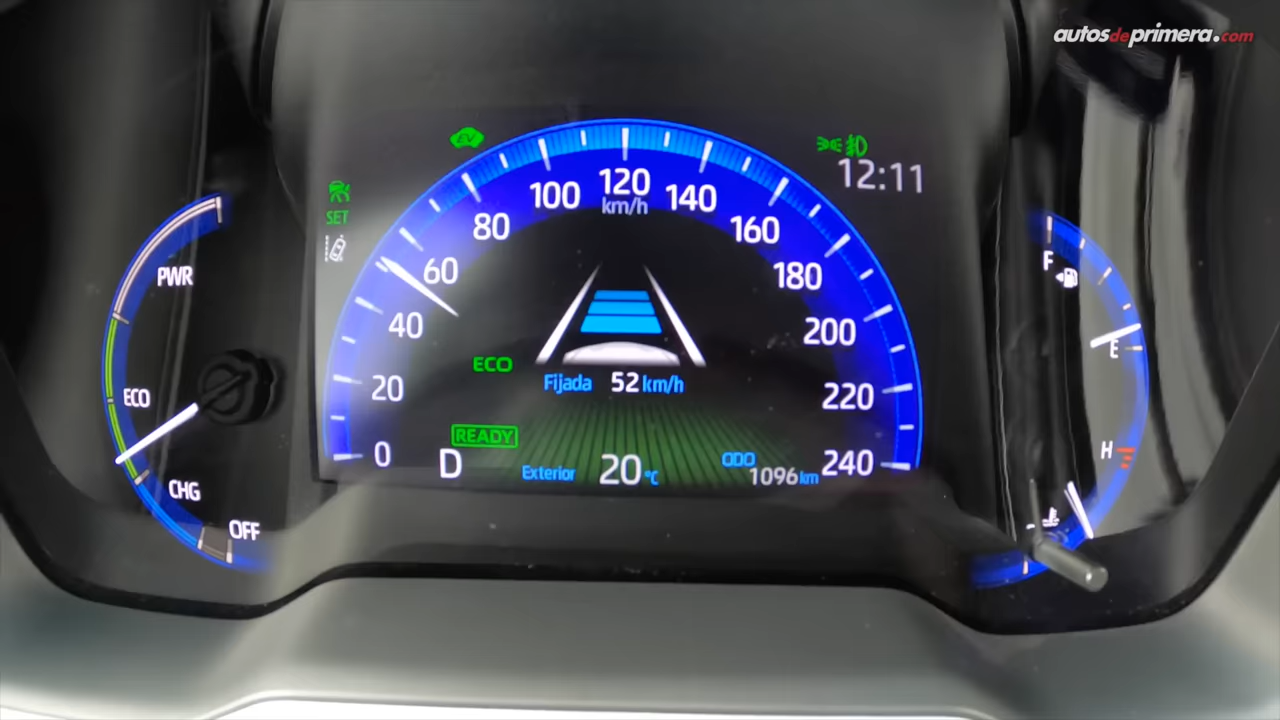 autosdeprimera.com
EV
12:11
SET
PWR
ECO
CHG
OFF
0
20
40
60
80
100
120
km/h
140
160
180
200
220
240
ECO
Fijada 52 km/h
READY
D
Exterior 20 °C
ODO
1096 km
F
E
H